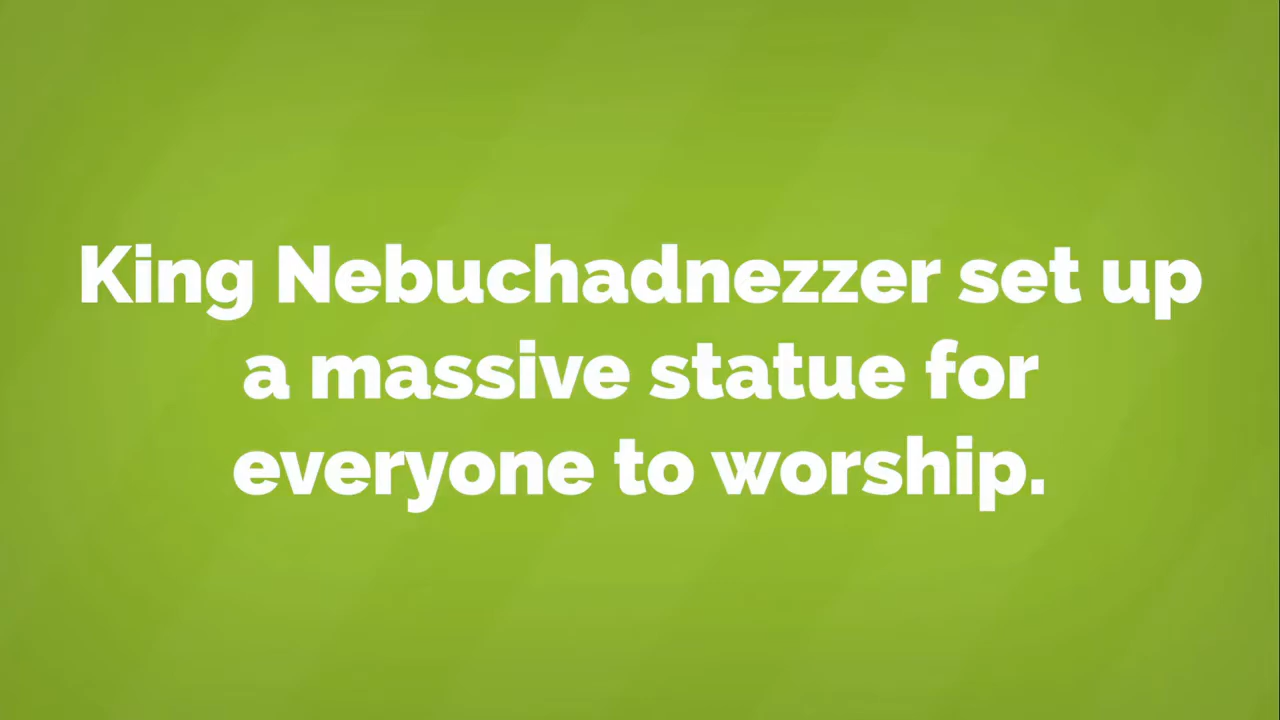 King Nebuchadnezzer set up
a massive statue for
everyone to worship.